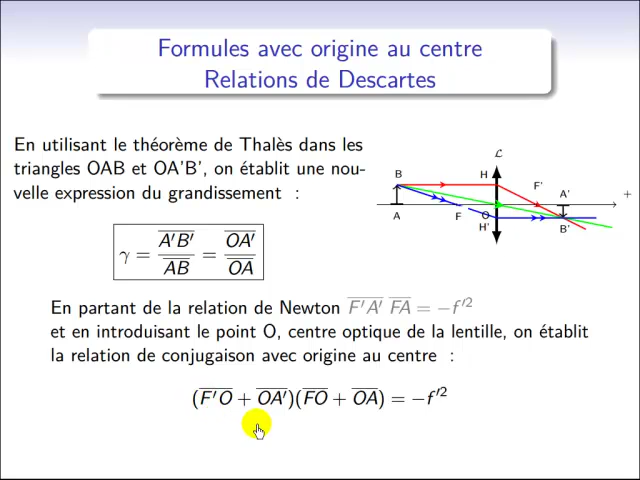 Formules avec origine au centre
Relations de Descartes
En utilisant le théorème de Thalès dans les
triangles OAB et OA'B', on établit une nou-
velle expression du grandissement :
γ = A′B′ / AB = OA′ / OA
L
B
H
F'
A'
+
A
F
O
H'
B'
En partant de la relation de Newton F′A′ FA = −f′²
et en introduisant le point O, centre optique de la lentille, on établit
la relation de conjugaison avec origine au centre :
(F′O + OA′)(FO + OA) = −f′²